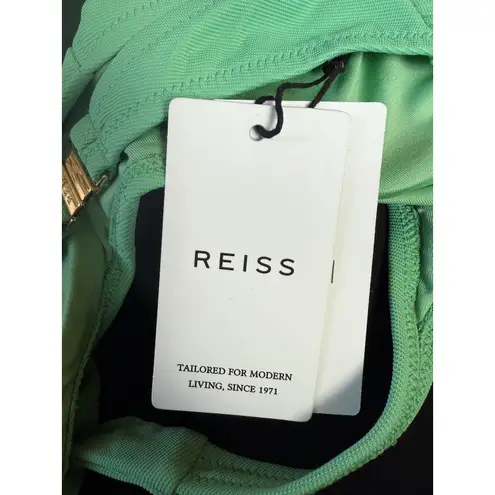 REISS
TAILORED FOR MODERN
LIVING, SINCE 1971